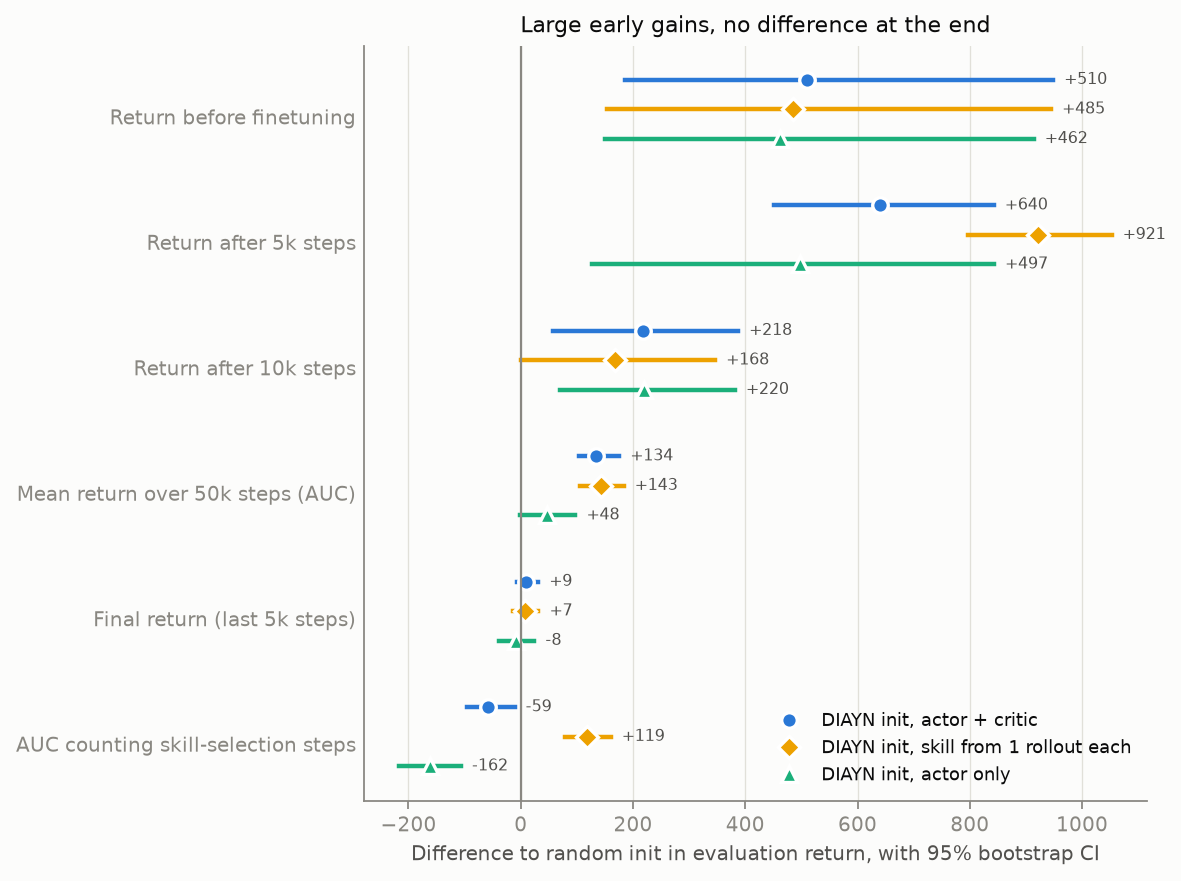 Large early gains, no difference at the end
Return before finetuning
+510
+485
+462
Return after 5k steps
+640
+921
+497
Return after 10k steps
+218
+168
+220
Mean return over 50k steps (AUC)
+134
+143
+48
Final return (last 5k steps)
+9
+7
-8
AUC counting skill-selection steps
-59
+119
-162
DIAYN init, actor + critic
DIAYN init, skill from 1 rollout each
DIAYN init, actor only
−200 0 200 400 600 800 1000
Difference to random init in evaluation return, with 95% bootstrap CI